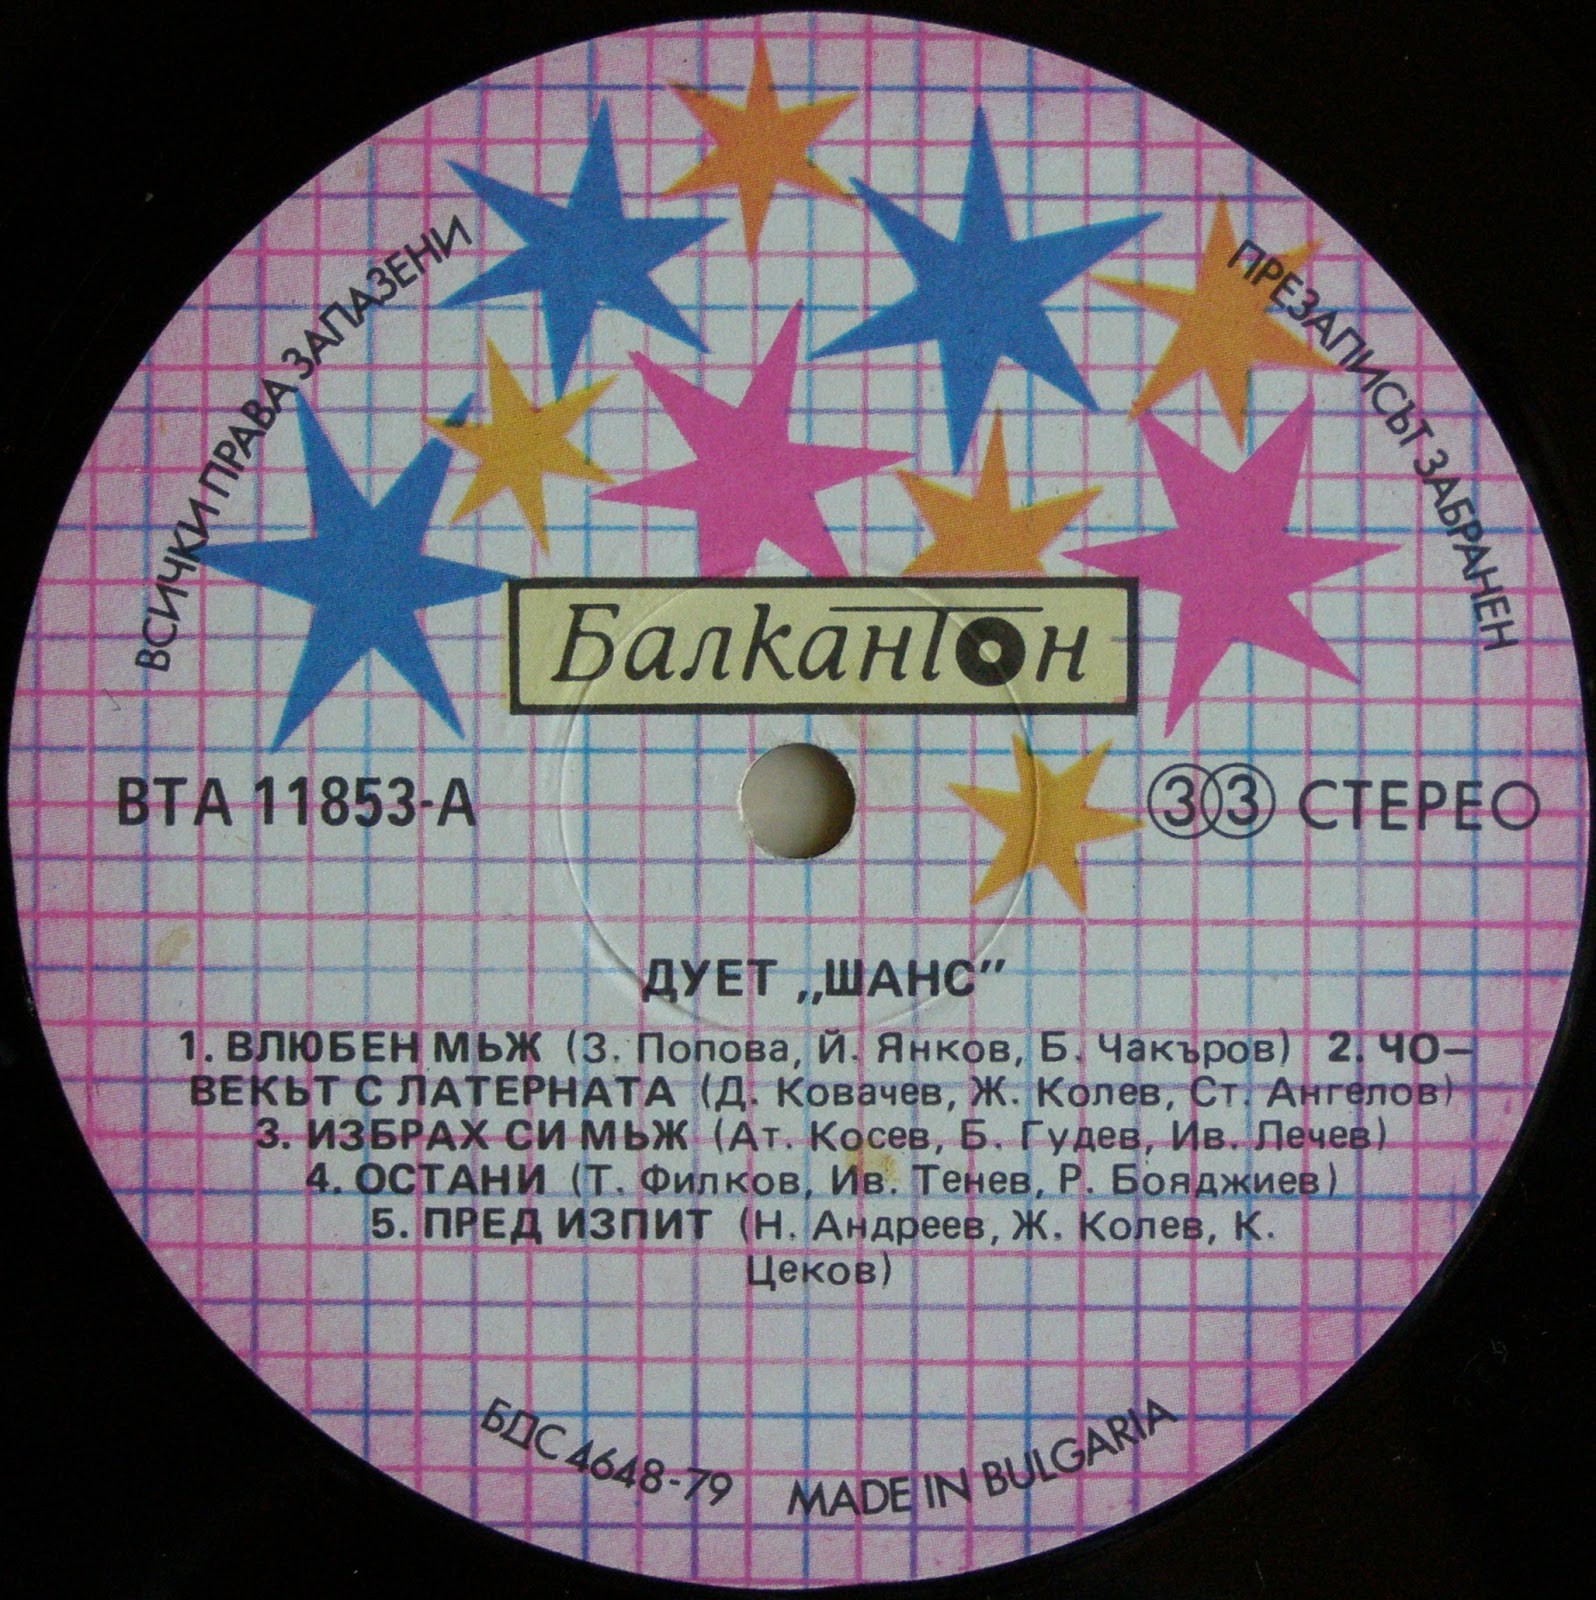 ВСИЧКИ ПРАВА ЗАПАЗЕНИ
ПРЕЗАПИСЪТ ЗАБРАНЕН
Балкантон
ВТА 11853-А
33 СТЕРЕО
ДУЕТ „ШАНС”
1. ВЛЮБЕН МЪЖ (З. Попова, Й. Янков, Б. Чакъров) 2. ЧО–
ВЕКЪТ С ЛАТЕРНАТА (Д. Ковачев, Ж. Колев, Ст. Ангелов)
3. ИЗБРАХ СИ МЪЖ (Ат. Косев, Б. Гудев, Ив. Лечев)
4. ОСТАНИ (Т. Филков, Ив. Тенев, Р. Бояджиев)
5. ПРЕД ИЗПИТ (Н. Андреев, Ж. Колев, К.
Цеков)
БДС 4648-79 MADE IN BULGARIA